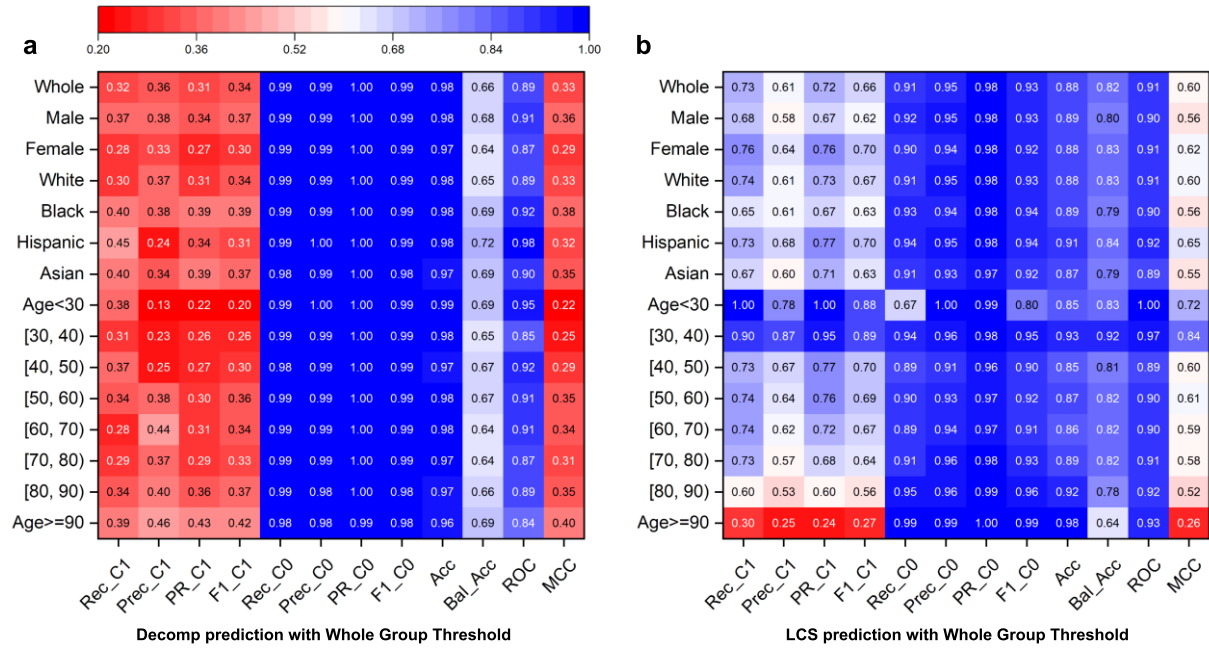 a
0.20 0.36 0.52 0.68 0.84 1.00
Whole 0.32 0.36 0.31 0.34 0.99 0.99 1.00 0.99 0.98 0.66 0.89 0.33
Male 0.37 0.38 0.34 0.37 0.99 0.99 1.00 0.99 0.98 0.68 0.91 0.36
Female 0.28 0.33 0.27 0.30 0.99 0.99 1.00 0.99 0.97 0.64 0.87 0.29
White 0.30 0.37 0.31 0.34 0.99 0.99 1.00 0.99 0.98 0.65 0.89 0.33
Black 0.40 0.38 0.39 0.39 0.99 0.99 1.00 0.99 0.98 0.69 0.92 0.38
Hispanic 0.45 0.24 0.34 0.31 0.99 1.00 1.00 0.99 0.98 0.72 0.98 0.32
Asian 0.40 0.34 0.39 0.37 0.98 0.99 1.00 0.98 0.97 0.69 0.90 0.35
Age<30 0.38 0.13 0.22 0.20 0.99 1.00 1.00 0.99 0.99 0.69 0.95 0.22
[30, 40) 0.31 0.23 0.26 0.26 0.99 0.99 1.00 0.99 0.98 0.65 0.85 0.25
[40, 50) 0.37 0.25 0.27 0.30 0.98 0.99 1.00 0.99 0.97 0.67 0.92 0.29
[50, 60) 0.34 0.38 0.30 0.36 0.99 0.99 1.00 0.99 0.98 0.67 0.91 0.35
[60, 70) 0.28 0.44 0.31 0.34 0.99 0.99 1.00 0.99 0.98 0.64 0.91 0.34
[70, 80) 0.29 0.37 0.29 0.33 0.99 0.99 1.00 0.99 0.97 0.64 0.87 0.31
[80, 90) 0.34 0.40 0.36 0.37 0.99 0.98 1.00 0.98 0.97 0.66 0.89 0.35
Age>=90 0.39 0.46 0.43 0.42 0.98 0.98 0.99 0.98 0.96 0.69 0.84 0.40
Rec_C1 Prec_C1 PR_C1 F1_C1 Rec_C0 Prec_C0 PR_C0 F1_C0 Acc Bal_Acc ROC MCC
Decomp prediction with Whole Group Threshold
b
Whole 0.73 0.61 0.72 0.66 0.91 0.95 0.98 0.93 0.88 0.82 0.91 0.60
Male 0.68 0.58 0.67 0.62 0.92 0.95 0.98 0.93 0.89 0.80 0.90 0.56
Female 0.76 0.64 0.76 0.70 0.90 0.94 0.98 0.92 0.88 0.83 0.91 0.62
White 0.74 0.61 0.73 0.67 0.91 0.95 0.98 0.93 0.88 0.83 0.91 0.60
Black 0.65 0.61 0.67 0.63 0.93 0.94 0.98 0.94 0.89 0.79 0.90 0.56
Hispanic 0.73 0.68 0.77 0.70 0.94 0.95 0.98 0.94 0.91 0.84 0.92 0.65
Asian 0.67 0.60 0.71 0.63 0.91 0.93 0.97 0.92 0.87 0.79 0.89 0.55
Age<30 1.00 0.78 1.00 0.88 0.67 1.00 0.99 0.80 0.85 0.83 1.00 0.72
[30, 40) 0.90 0.87 0.95 0.89 0.94 0.96 0.98 0.95 0.93 0.92 0.97 0.84
[40, 50) 0.73 0.67 0.77 0.70 0.89 0.91 0.96 0.90 0.85 0.81 0.89 0.60
[50, 60) 0.74 0.64 0.76 0.69 0.90 0.93 0.97 0.92 0.87 0.82 0.90 0.61
[60, 70) 0.74 0.62 0.72 0.67 0.89 0.94 0.97 0.91 0.86 0.82 0.90 0.59
[70, 80) 0.73 0.57 0.68 0.64 0.91 0.96 0.98 0.93 0.89 0.82 0.91 0.58
[80, 90) 0.60 0.53 0.60 0.56 0.95 0.96 0.99 0.96 0.92 0.78 0.92 0.52
Age>=90 0.30 0.25 0.24 0.27 0.99 0.99 1.00 0.99 0.98 0.64 0.93 0.26
Rec_C1 Prec_C1 PR_C1 F1_C1 Rec_C0 Prec_C0 PR_C0 F1_C0 Acc Bal_Acc ROC MCC
LCS prediction with Whole Group Threshold